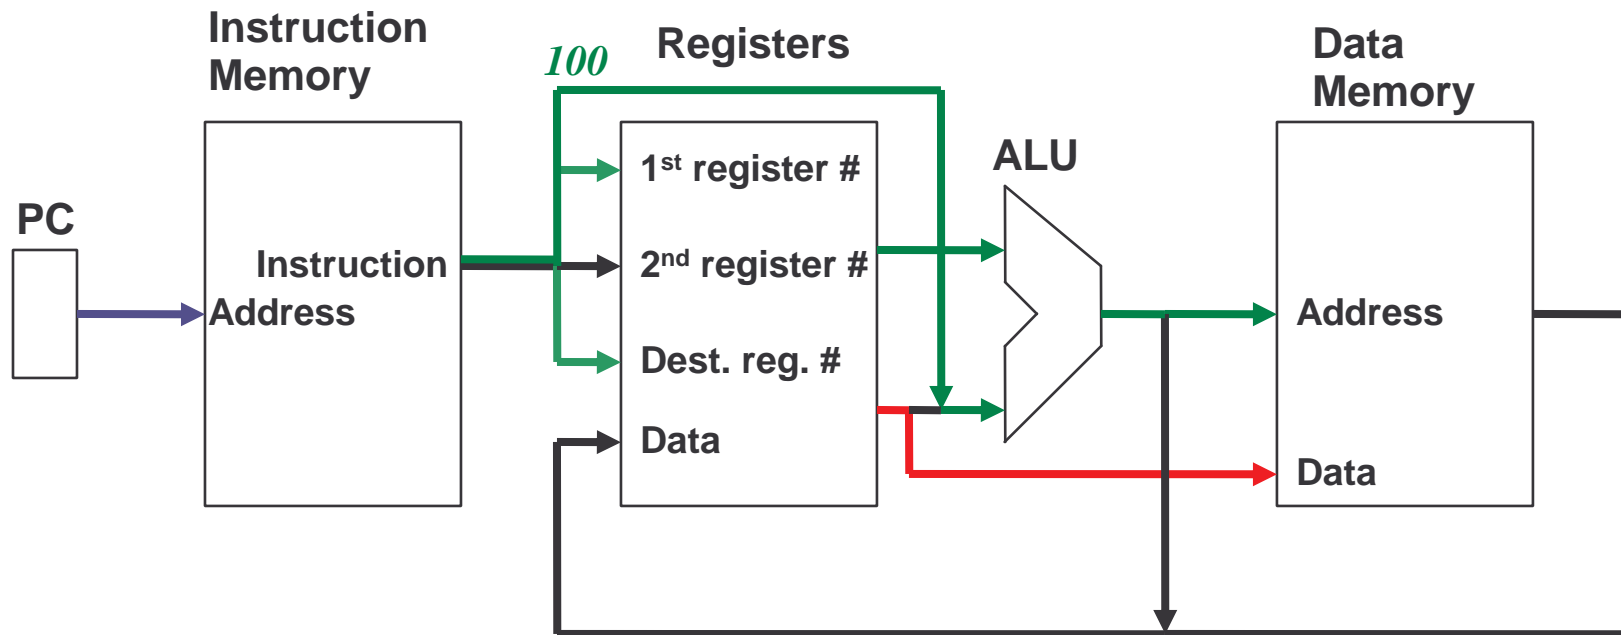 Instruction
Memory
100
Registers
Data
Memory
PC
Instruction
Address
1st register #
2nd register #
Dest. reg. #
Data
ALU
Address
Data